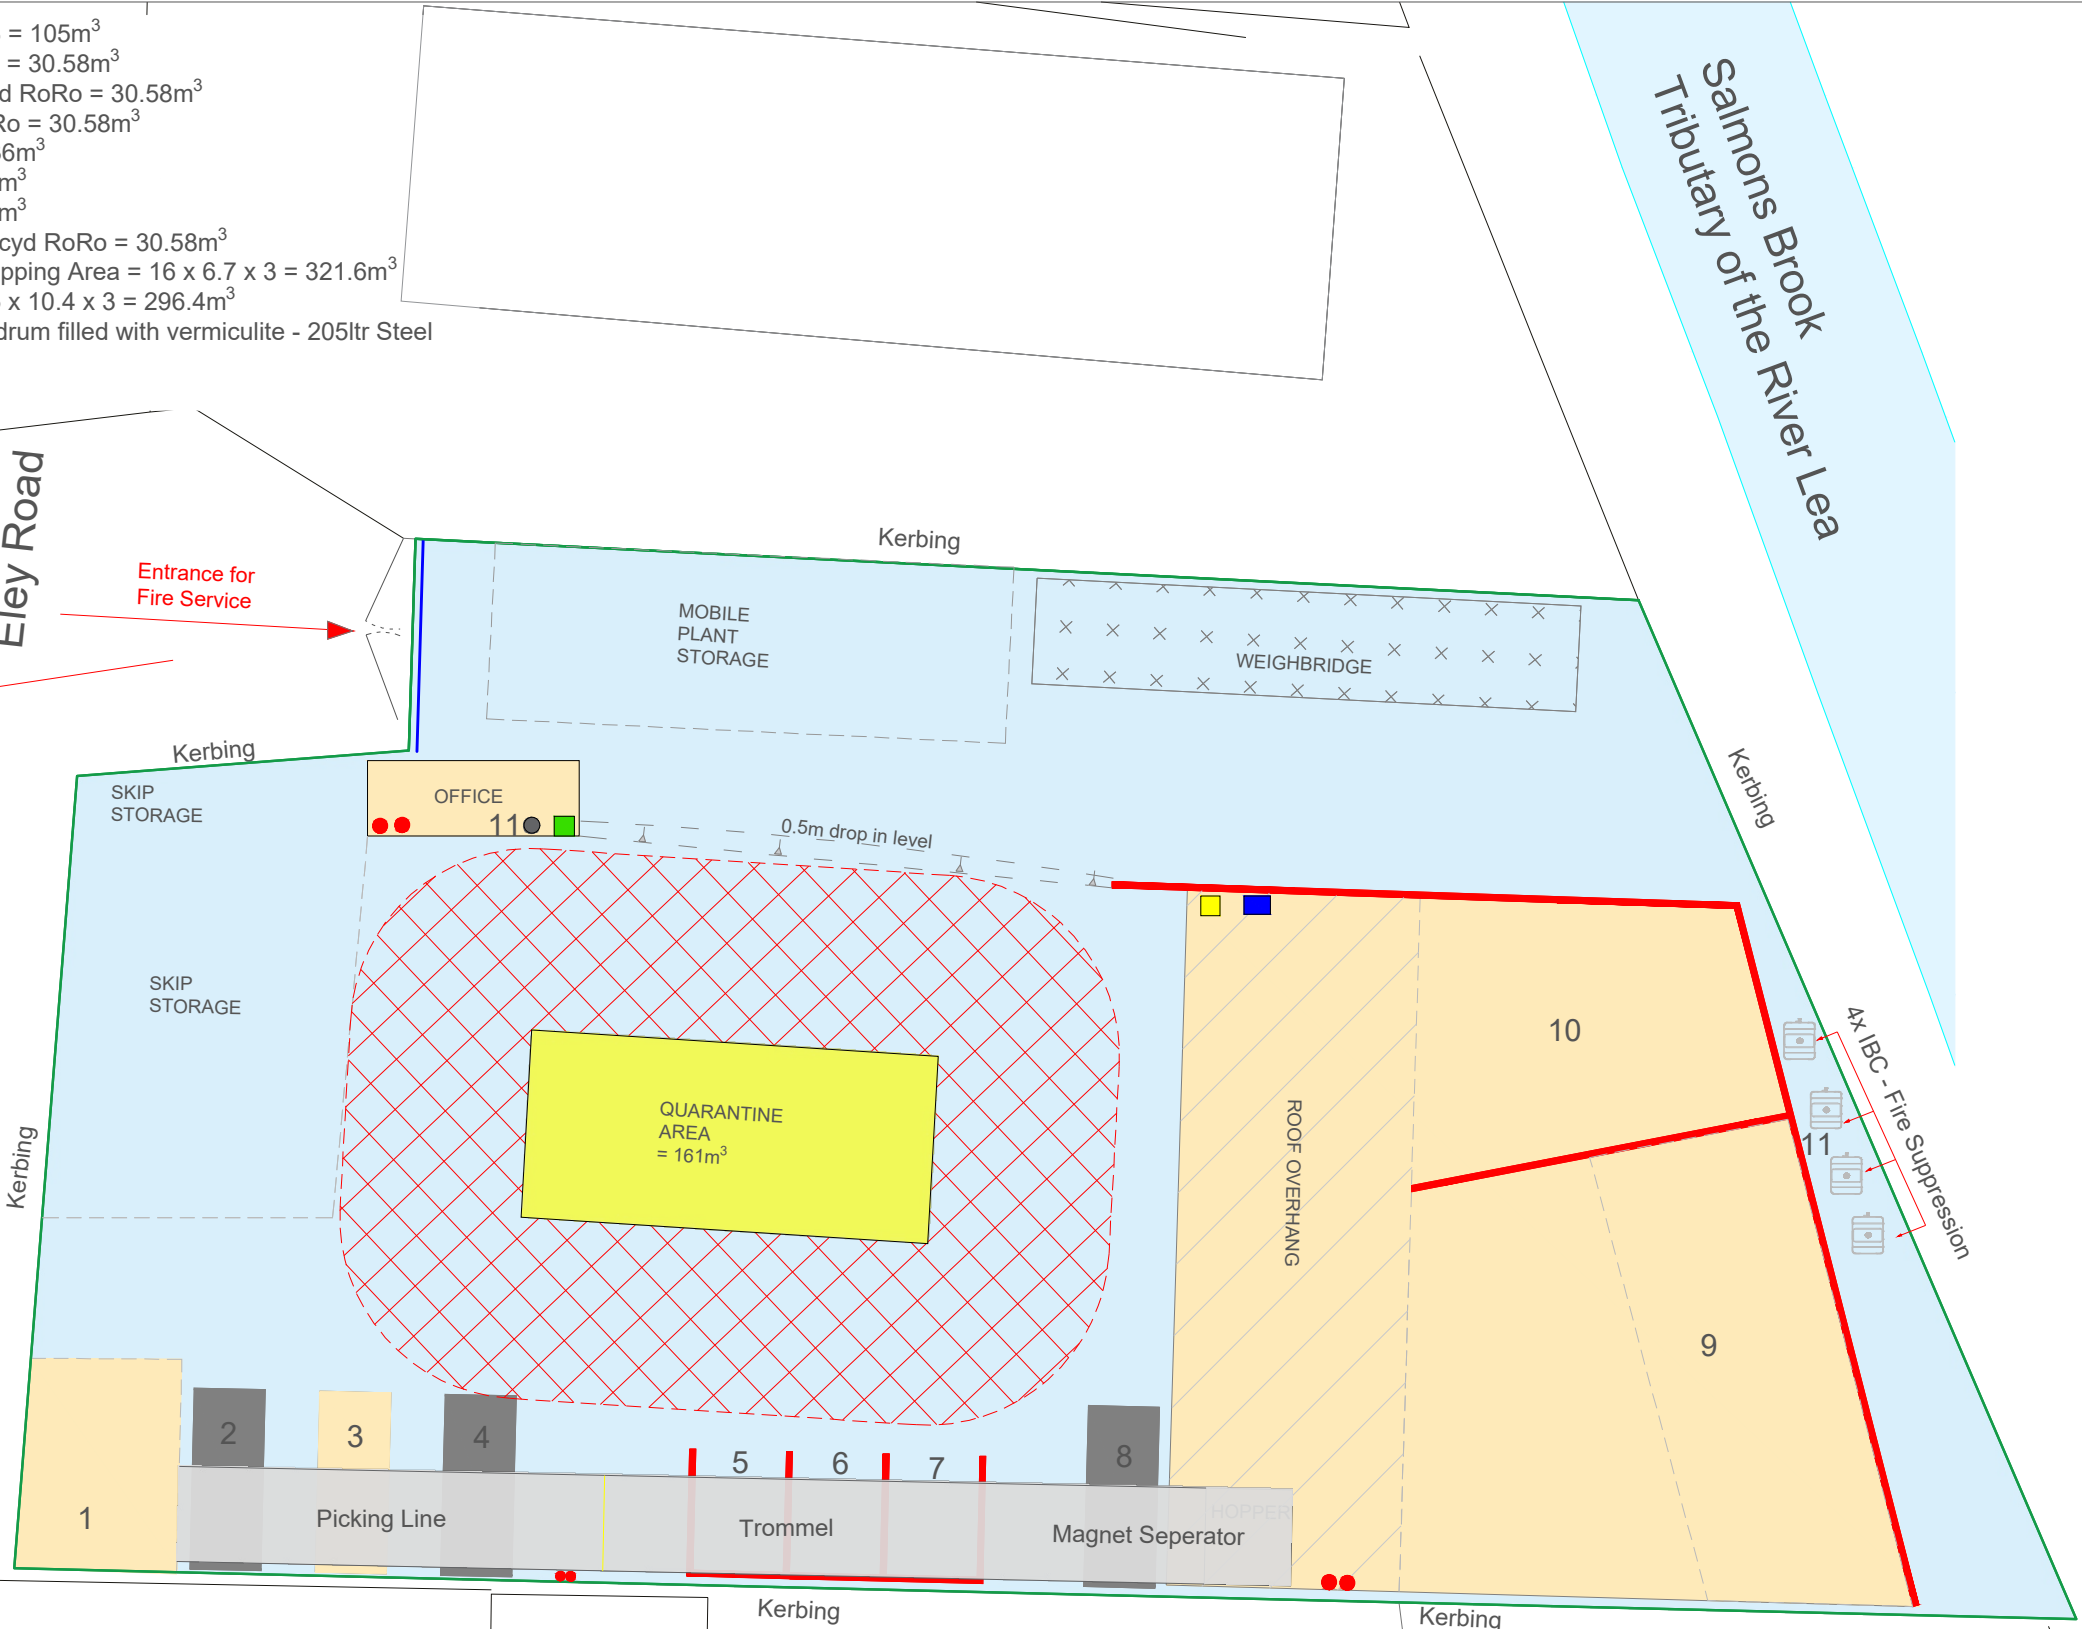 = 105m³
= 30.58m³
d RoRo = 30.58m³
Ro = 30.58m³
6m³
m³
m³
cyd RoRo = 30.58m³
pping Area = 16 x 6.7 x 3 = 321.6m³
x 10.4 x 3 = 296.4m³
drum filled with vermiculite - 205ltr Steel
Salmons Brook
Tributary of the River Lea
Eley Road
Entrance for
Fire Service
Kerbing
MOBILE
PLANT
STORAGE
WEIGHBRIDGE
Kerbing
Kerbing
SKIP
STORAGE
OFFICE
11
0.5m drop in level
SKIP
STORAGE
QUARANTINE
AREA
= 161m³
ROOF OVERHANG
10
4x IBC - Fire Suppression
11
9
Kerbing
1
2
3
4
5
6
7
8
Picking Line
Trommel
Magnet Seperator
HOPPER
Kerbing
Kerbing